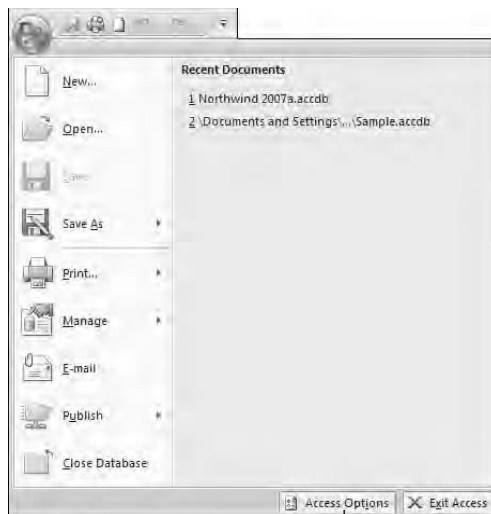 New...
Open...
Save
Save As
Print...
Manage
E-mail
Publish
Close Database
Recent Documents
1 Northwind 2007a.accdb
2 \Documents and Settings\...\Sample.accdb
Access Options
Exit Access